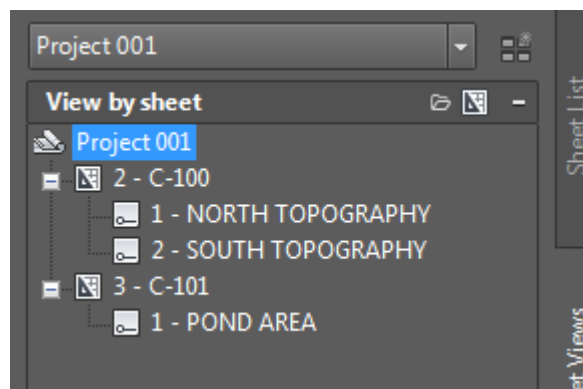 Project 001
View by sheet
Project 001
2 - C-100
1 - NORTH TOPOGRAPHY
2 - SOUTH TOPOGRAPHY
3 - C-101
1 - POND AREA
Sheet List
et Views